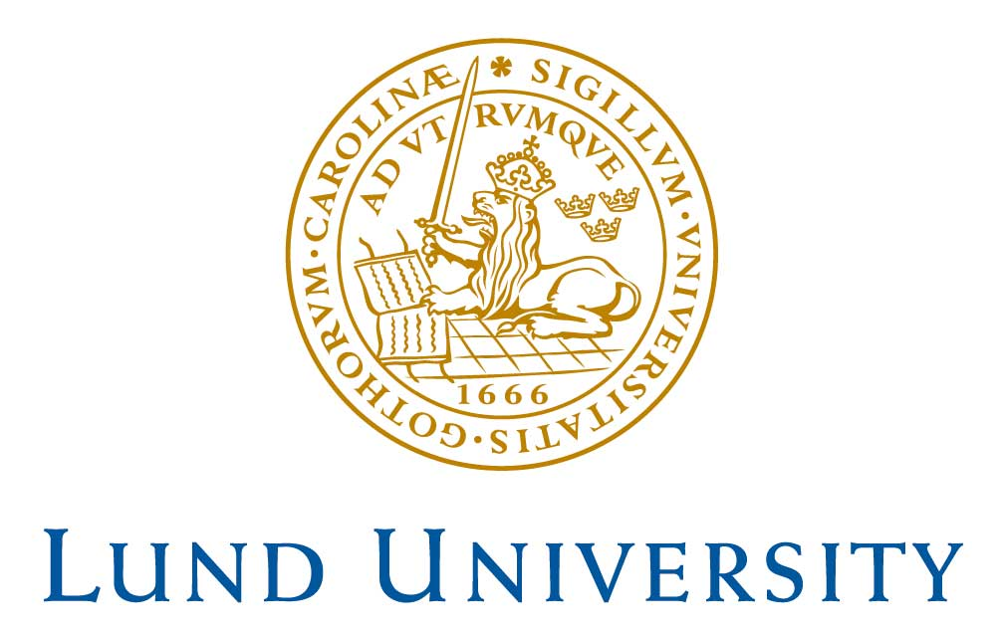 SIGILLVM · VNIVERSITATIS · GOTHORVM · CAROLINÆ
AD VTRVMQVE
1666
LUND UNIVERSITY